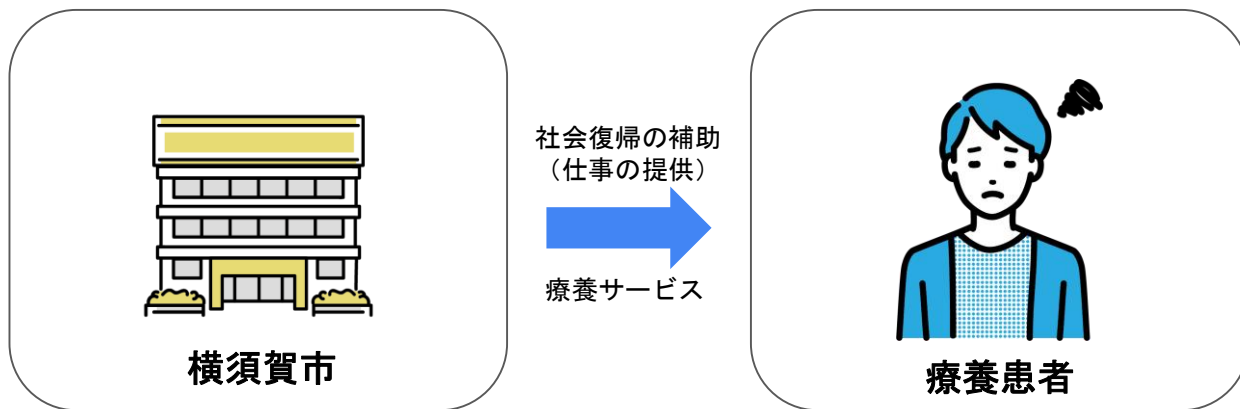 社会復帰の補助
（仕事の提供）
療養サービス
横須賀市
療養患者